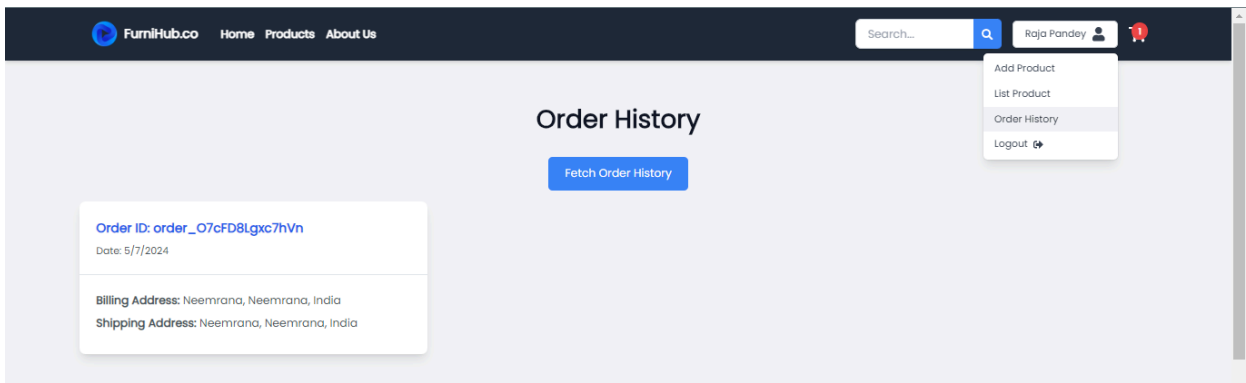 FurniHub.co Home Products About Us Search... Raja Pandey 1
Add Product
List Product
Order History
Logout
Order History
Fetch Order History
Order ID: order_O7cFD8Lgxc7hVn
Date: 5/7/2024
Billing Address: Neemrana, Neemrana, India
Shipping Address: Neemrana, Neemrana, India